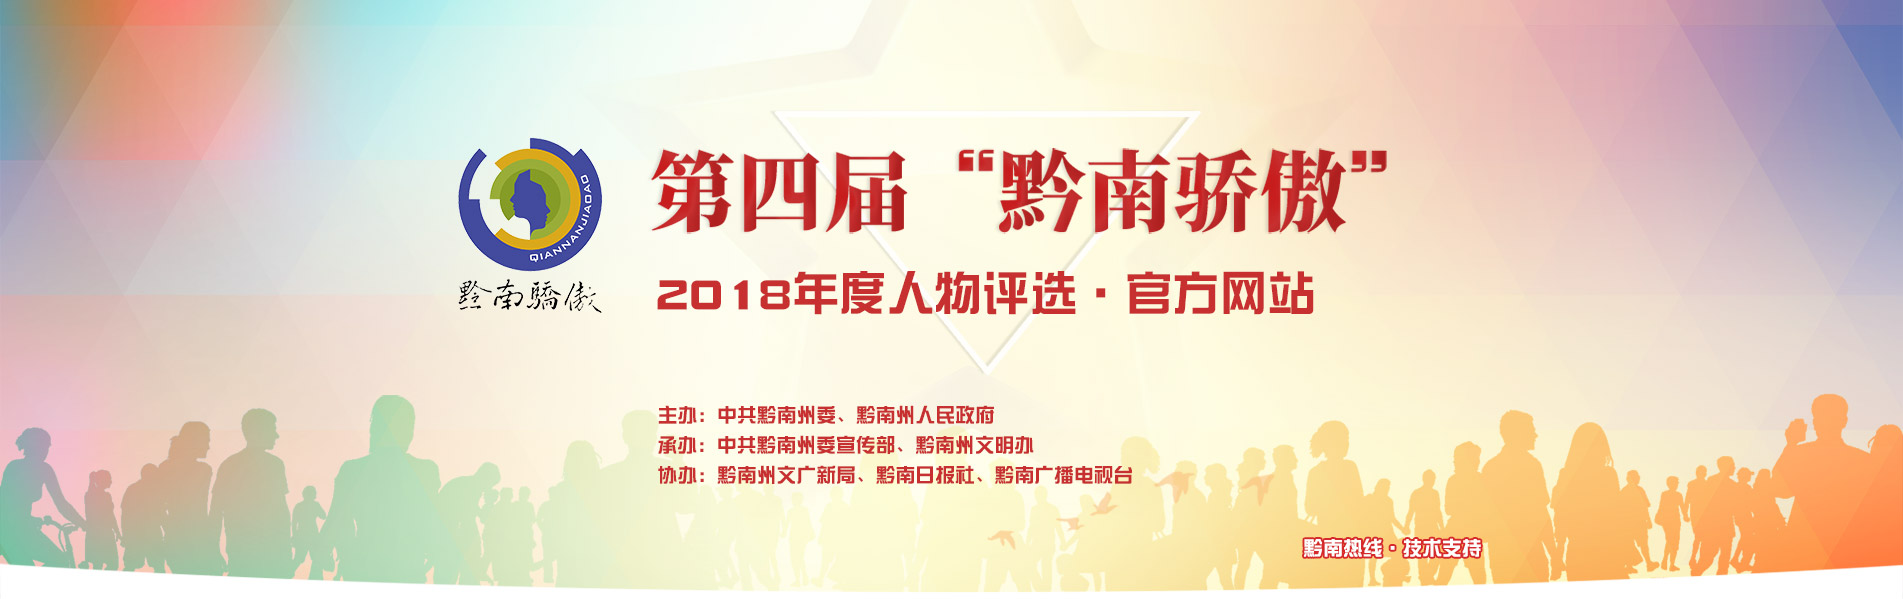 第四届“黔南骄傲”
QIANNANJIAOAO
黔南驕傲
2018年度人物评选·官方网站
主办：中共黔南州委、黔南州人民政府
承办：中共黔南州委宣传部、黔南州文明办
协办：黔南州文广新局、黔南日报社、黔南广播电视台
黔南热线·技术支持